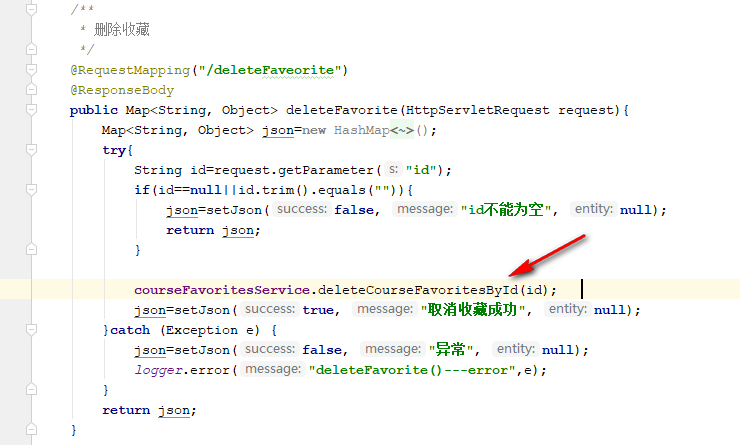 /**
 * 删除收藏
 */
@RequestMapping("/deleteFaveorite")
@ResponseBody
public Map<String, Object> deleteFavorite(HttpServletRequest request){
    Map<String, Object> json=new HashMap<~>();
    try{
        String id=request.getParameter( s: "id");
        if(id==null||id.trim().equals("")){
            json=setJson( success: false, message: "id不能为空", entity: null);
            return json;
        }
        courseFavoritesService.deleteCourseFavoritesById(id);
        json=setJson( success: true, message: "取消收藏成功", entity: null);
    }catch (Exception e) {
        json=setJson( success: false, message: "异常", entity: null);
        logger.error( message: "deleteFavorite()---error",e);
    }
    return json;
}